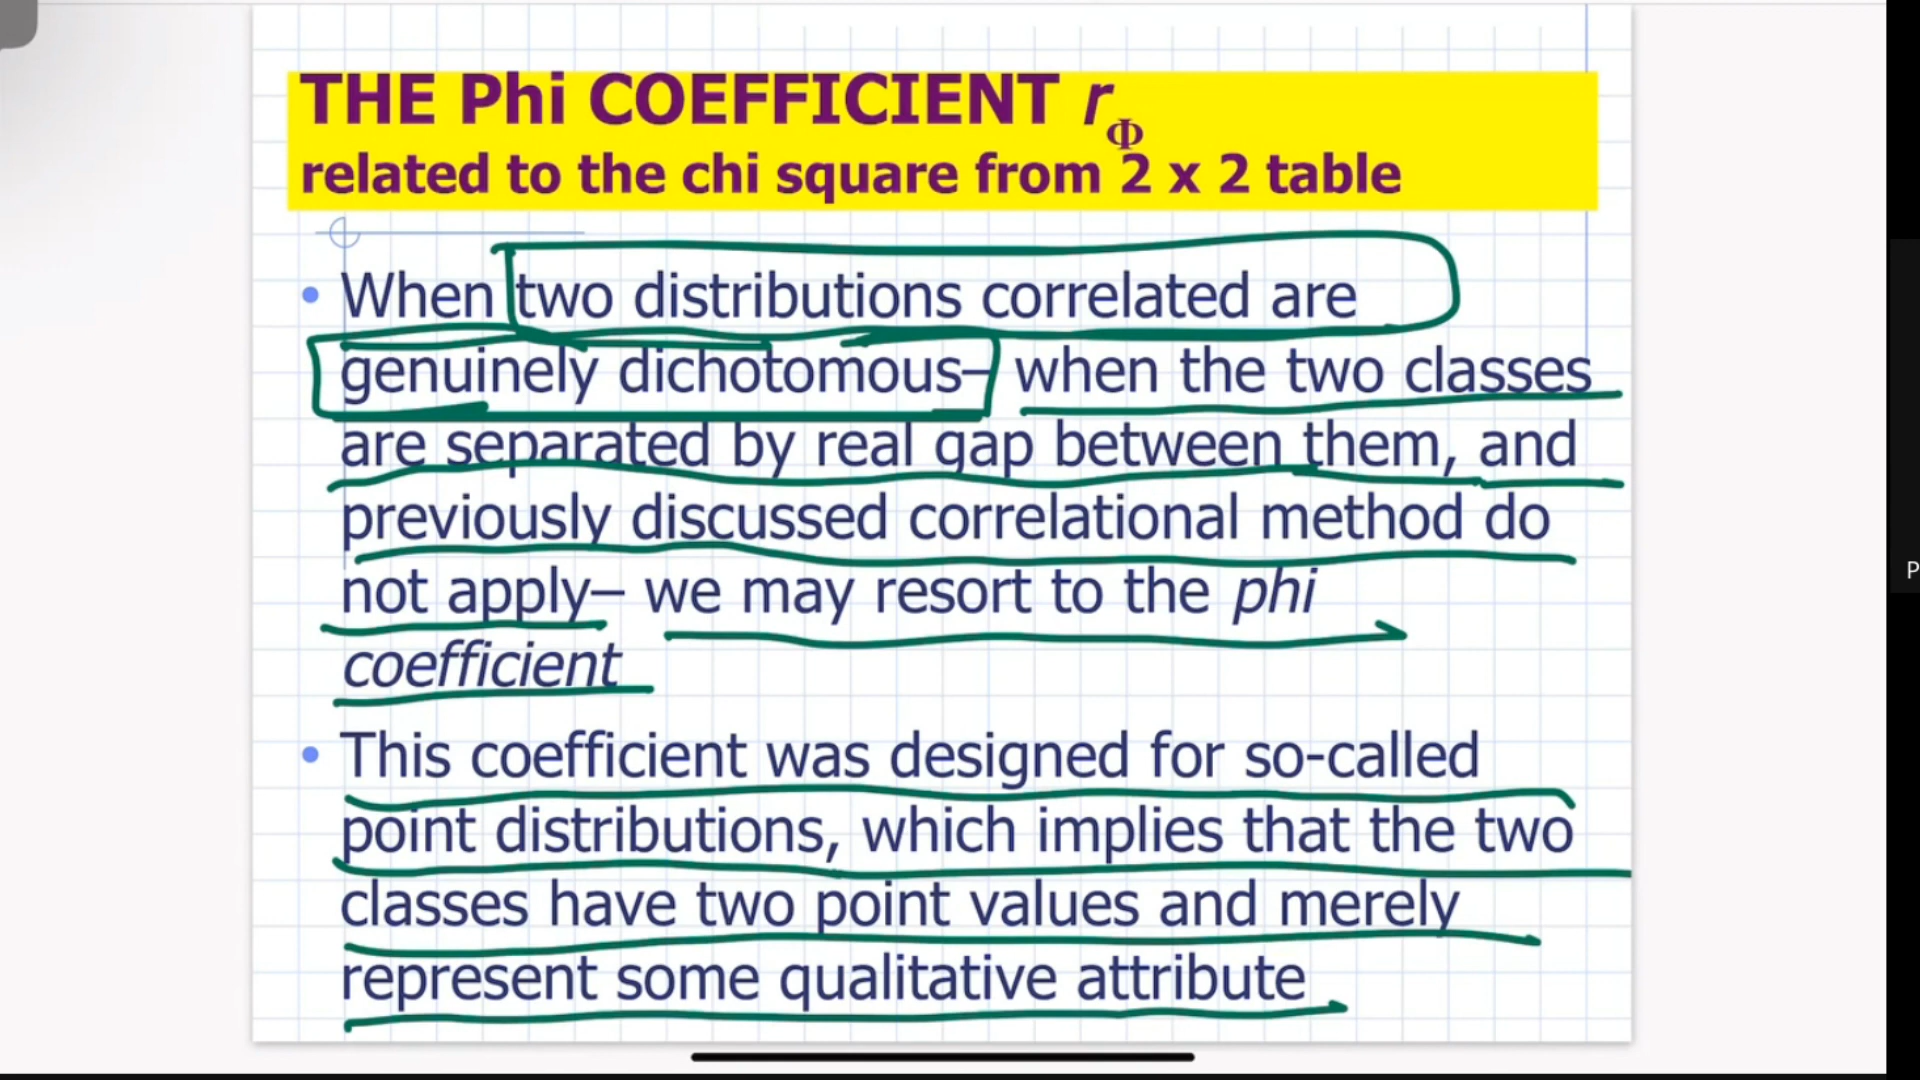 THE Phi COEFFICIENT rΦ
related to the chi square from 2 x 2 table
• When two distributions correlated are
genuinely dichotomous– when the two classes
are separated by real gap between them, and
previously discussed correlational method do
not apply– we may resort to the phi
coefficient
• This coefficient was designed for so-called
point distributions, which implies that the two
classes have two point values and merely
represent some qualitative attribute
P